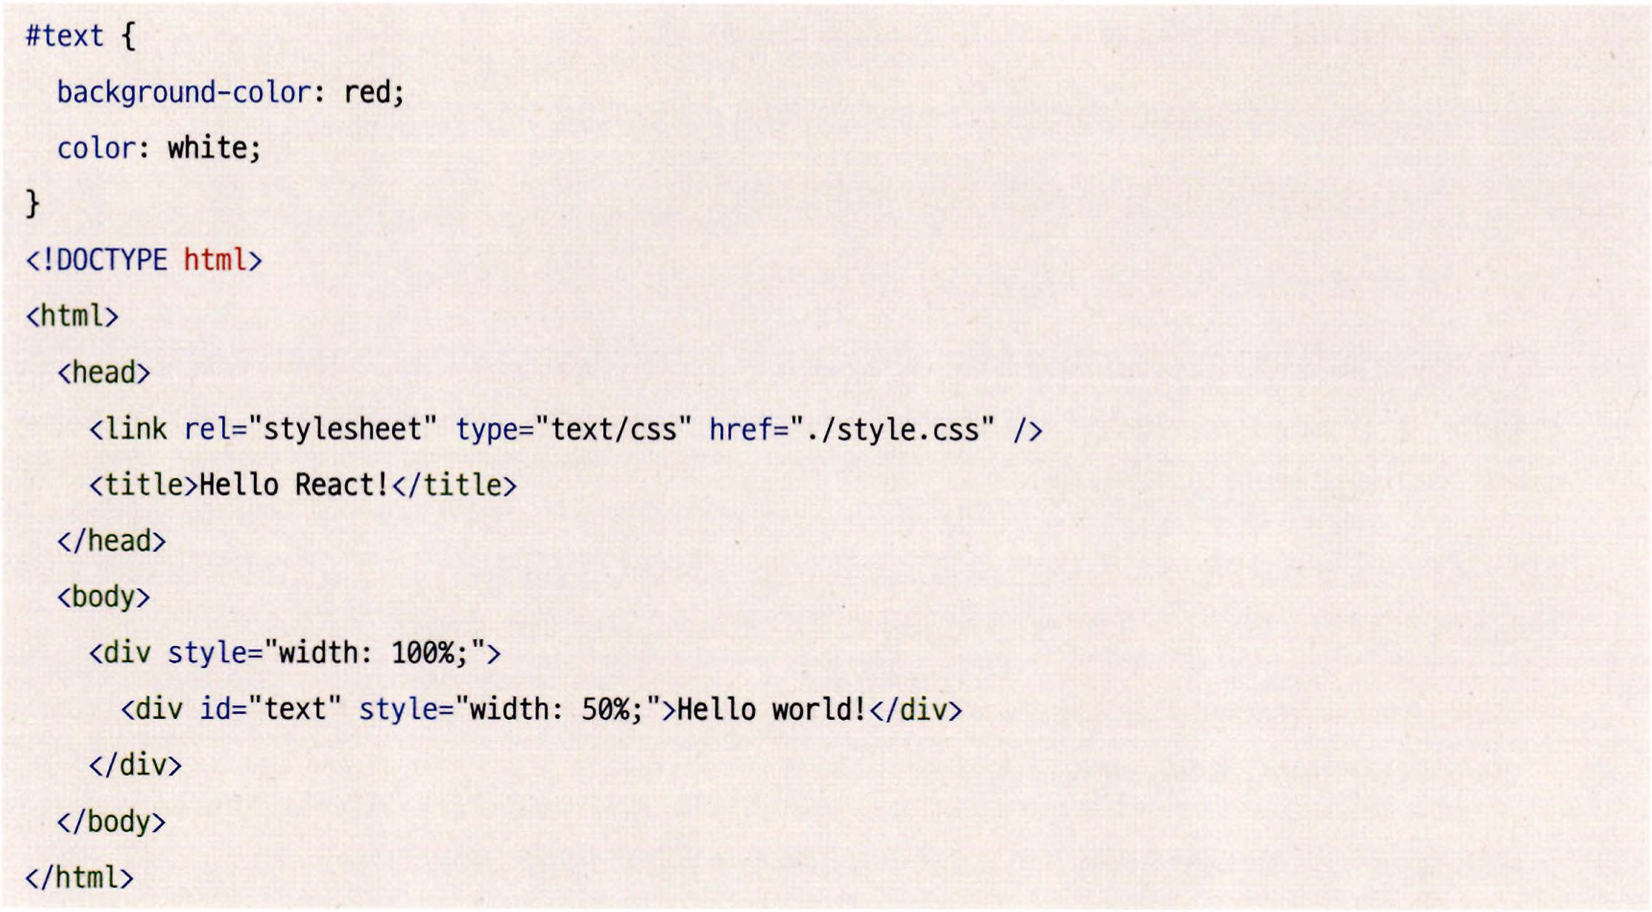 #text {
  background-color: red;
  color: white;
}
<!DOCTYPE html>
<html>
  <head>
    <link rel="stylesheet" type="text/css" href="./style.css" />
    <title>Hello React!</title>
  </head>
  <body>
    <div style="width: 100%;">
      <div id="text" style="width: 50%;">Hello world!</div>
    </div>
  </body>
</html>